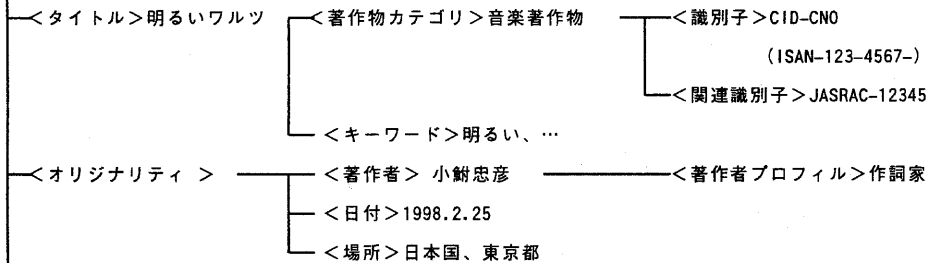 <タイトル>明るいワルツ <著作物カテゴリ>音楽著作物 <識別子>CID-CNO
(ISAN-123-4567-)
<関連識別子>JASRAC-12345
<キーワード>明るい、…
<オリジナリティ > <著作者> 小鮒忠彦 <著作者プロフィル>作詞家
<日付>1998.2.25
<場所>日本国、東京都